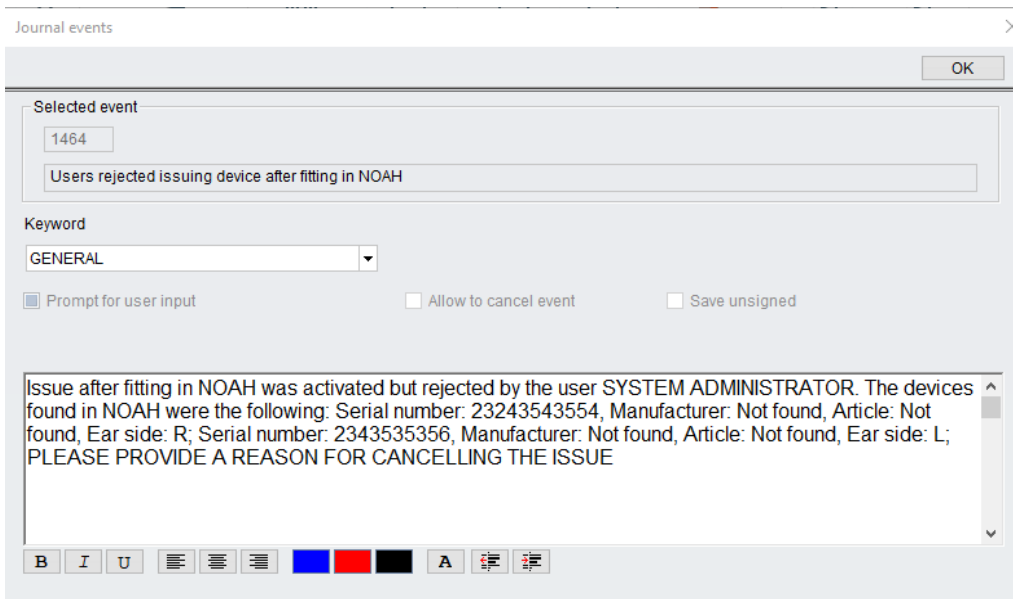 Journal events
OK
Selected event
1464
Users rejected issuing device after fitting in NOAH
Keyword
GENERAL
Prompt for user input
Allow to cancel event
Save unsigned
Issue after fitting in NOAH was activated but rejected by the user SYSTEM ADMINISTRATOR. The devices
found in NOAH were the following: Serial number: 23243543554, Manufacturer: Not found, Article: Not
found, Ear side: R; Serial number: 2343535356, Manufacturer: Not found, Article: Not found, Ear side: L;
PLEASE PROVIDE A REASON FOR CANCELLING THE ISSUE
B I U A